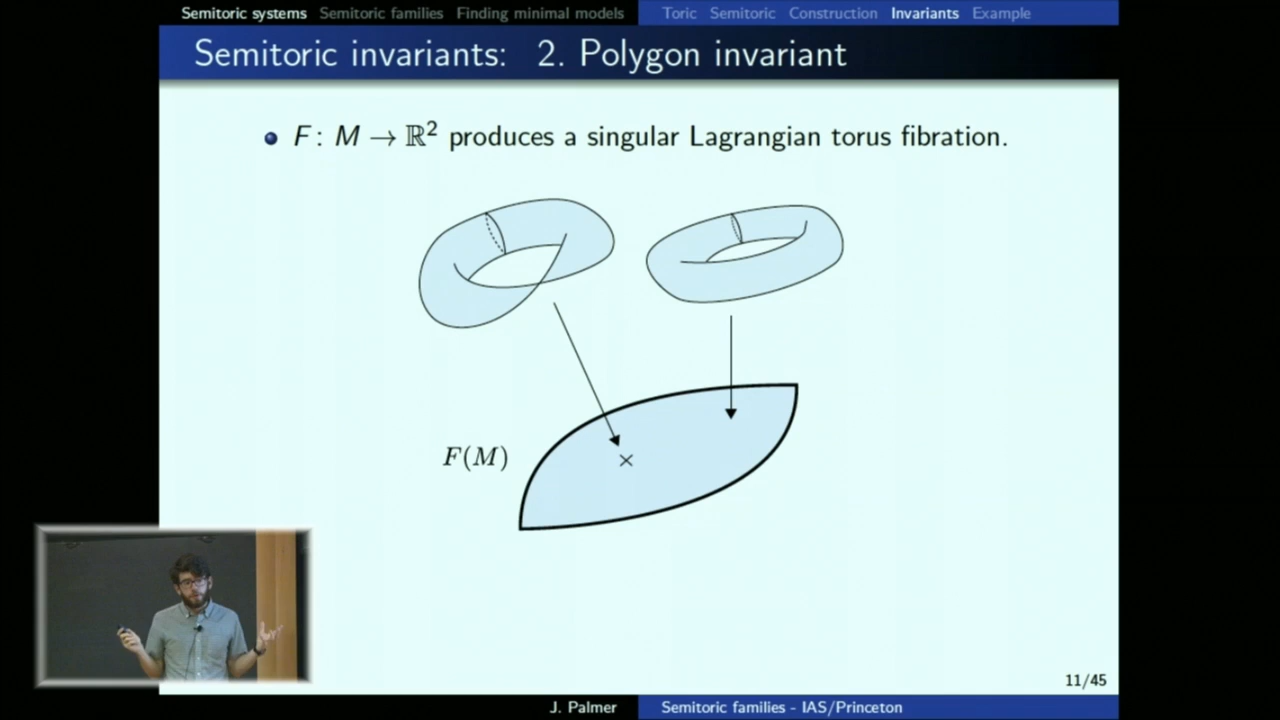 Semitoric systems Semitoric families Finding minimal models Toric Semitoric Construction Invariants Example
Semitoric invariants: 2. Polygon invariant
F: M → ℝ² produces a singular Lagrangian torus fibration.
F(M)
×
11/45
J. Palmer Semitoric families - IAS/Princeton